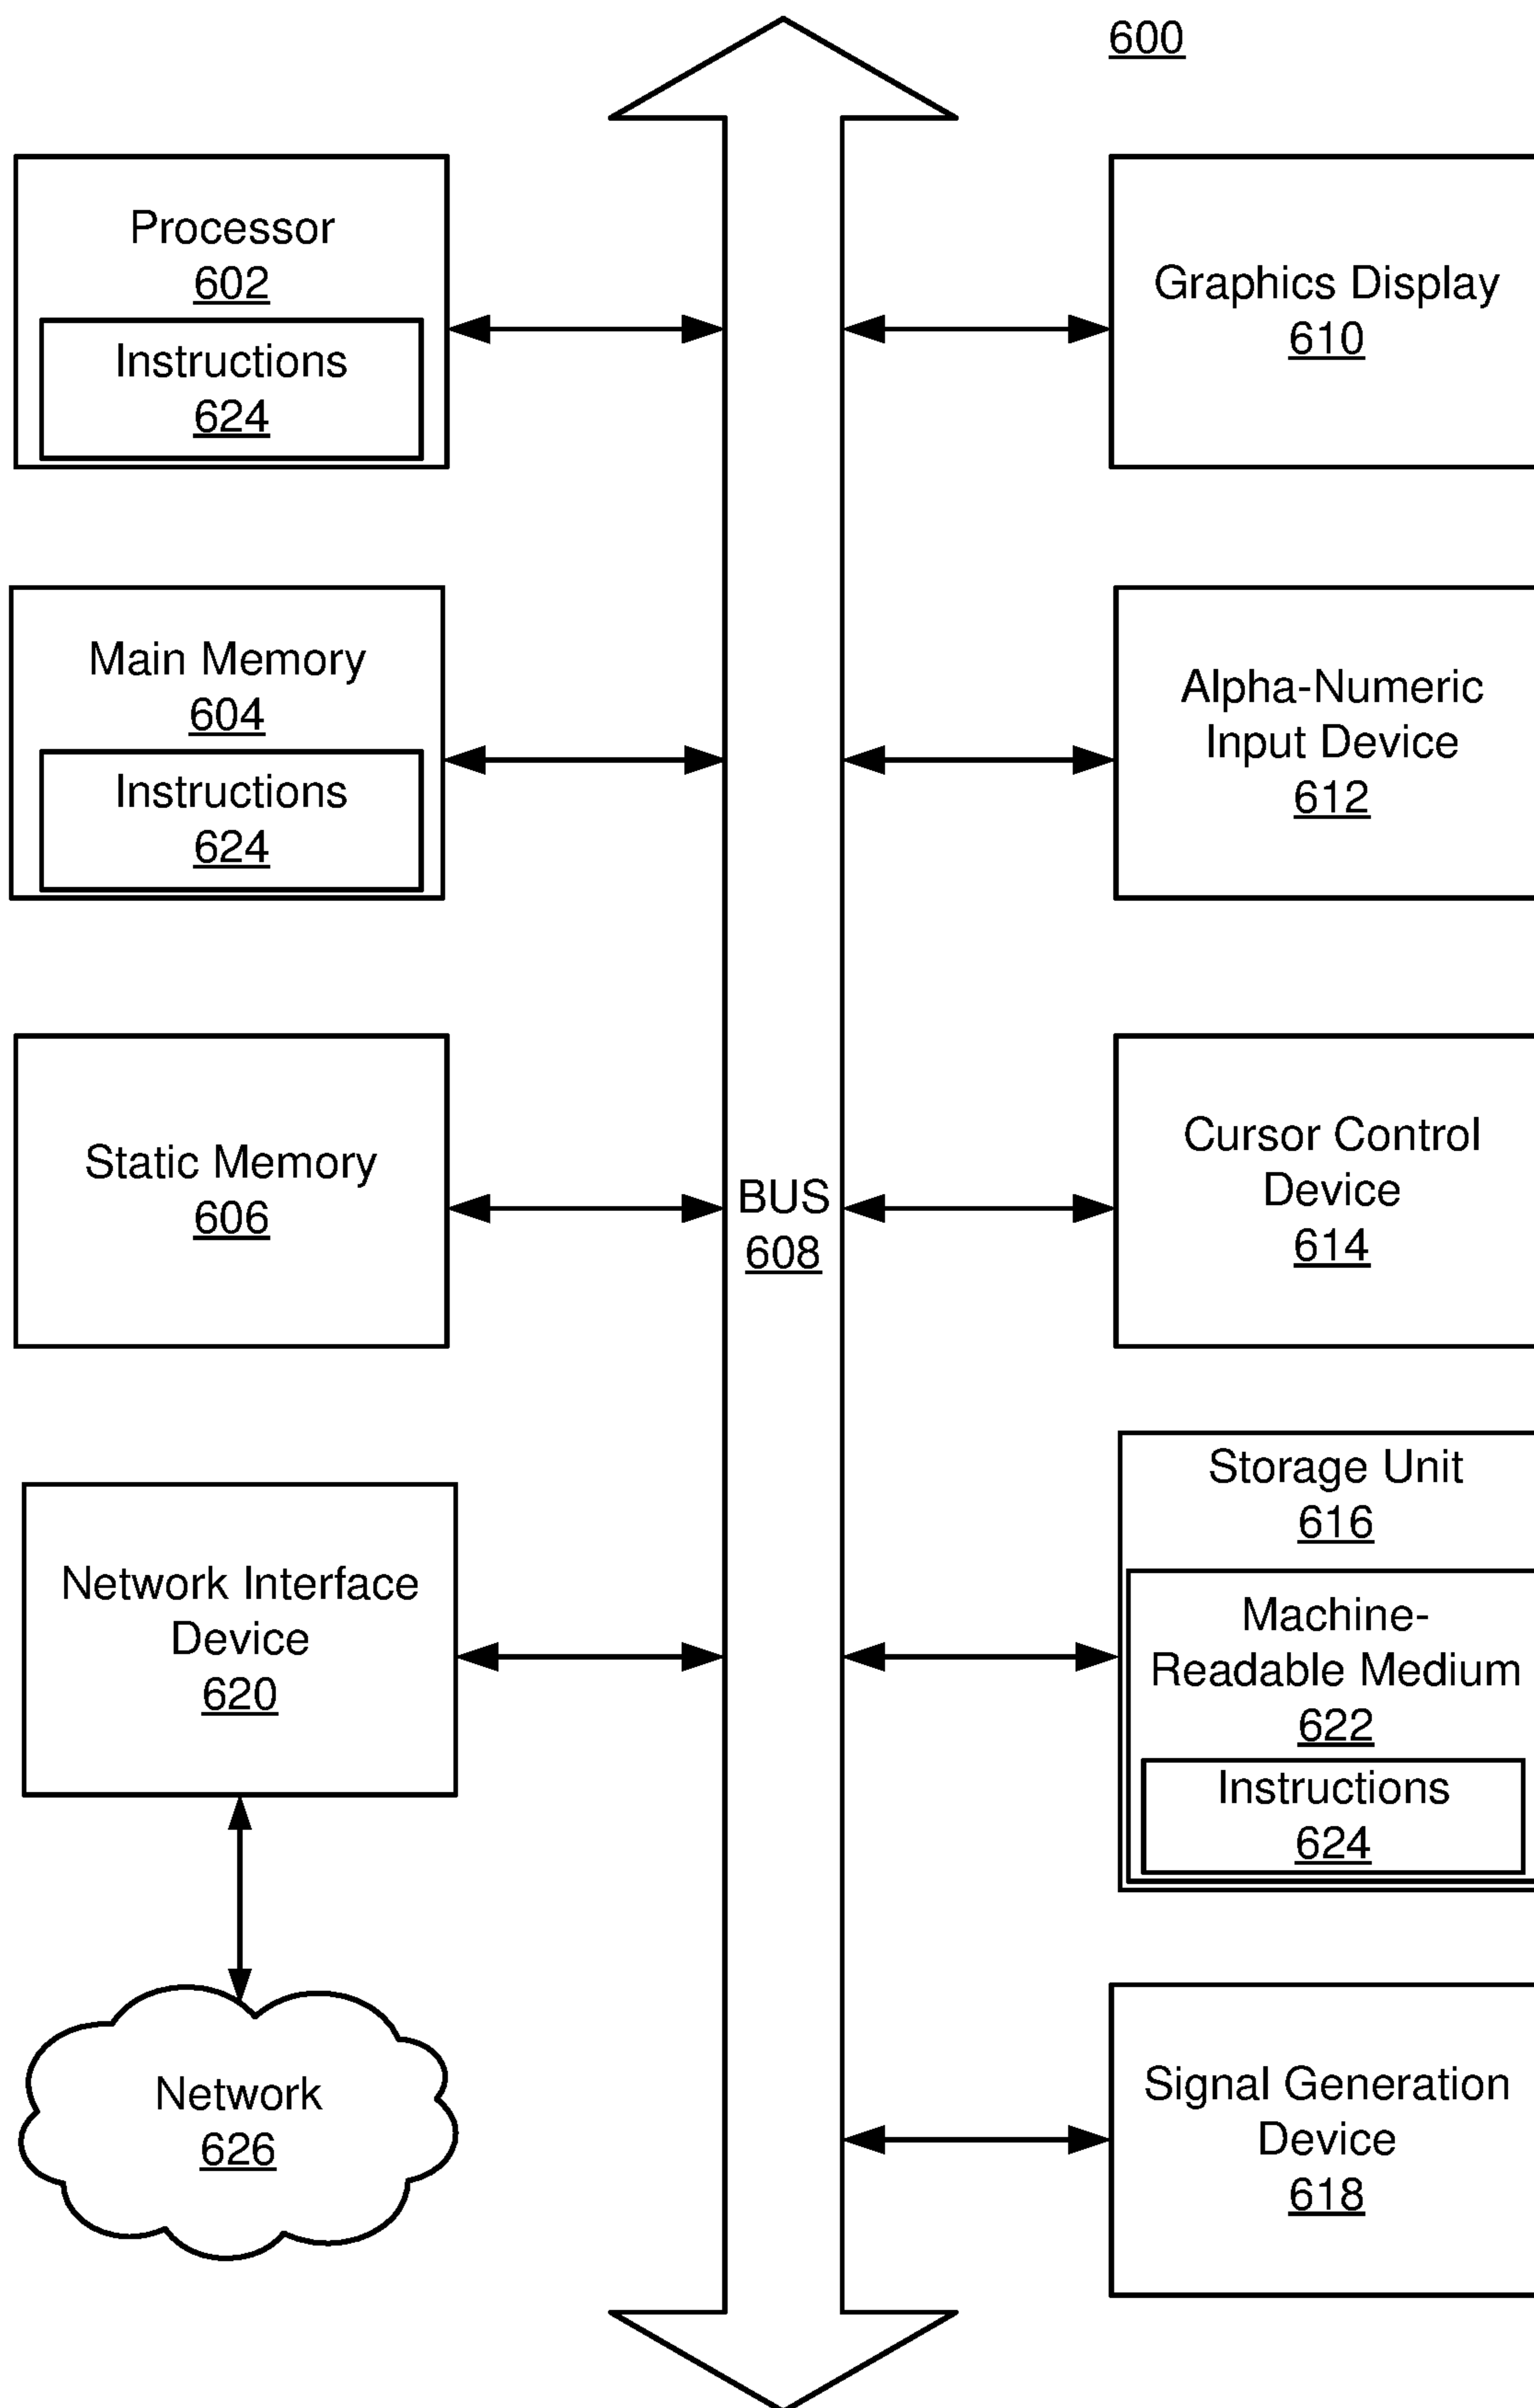 600
Processor
602
Instructions
624
Main Memory
604
Instructions
624
Static Memory
606
Network Interface
Device
620
Network
626
BUS
608
Graphics Display
610
Alpha-Numeric
Input Device
612
Cursor Control
Device
614
Storage Unit
616
Machine-
Readable Medium
622
Instructions
624
Signal Generation
Device
618